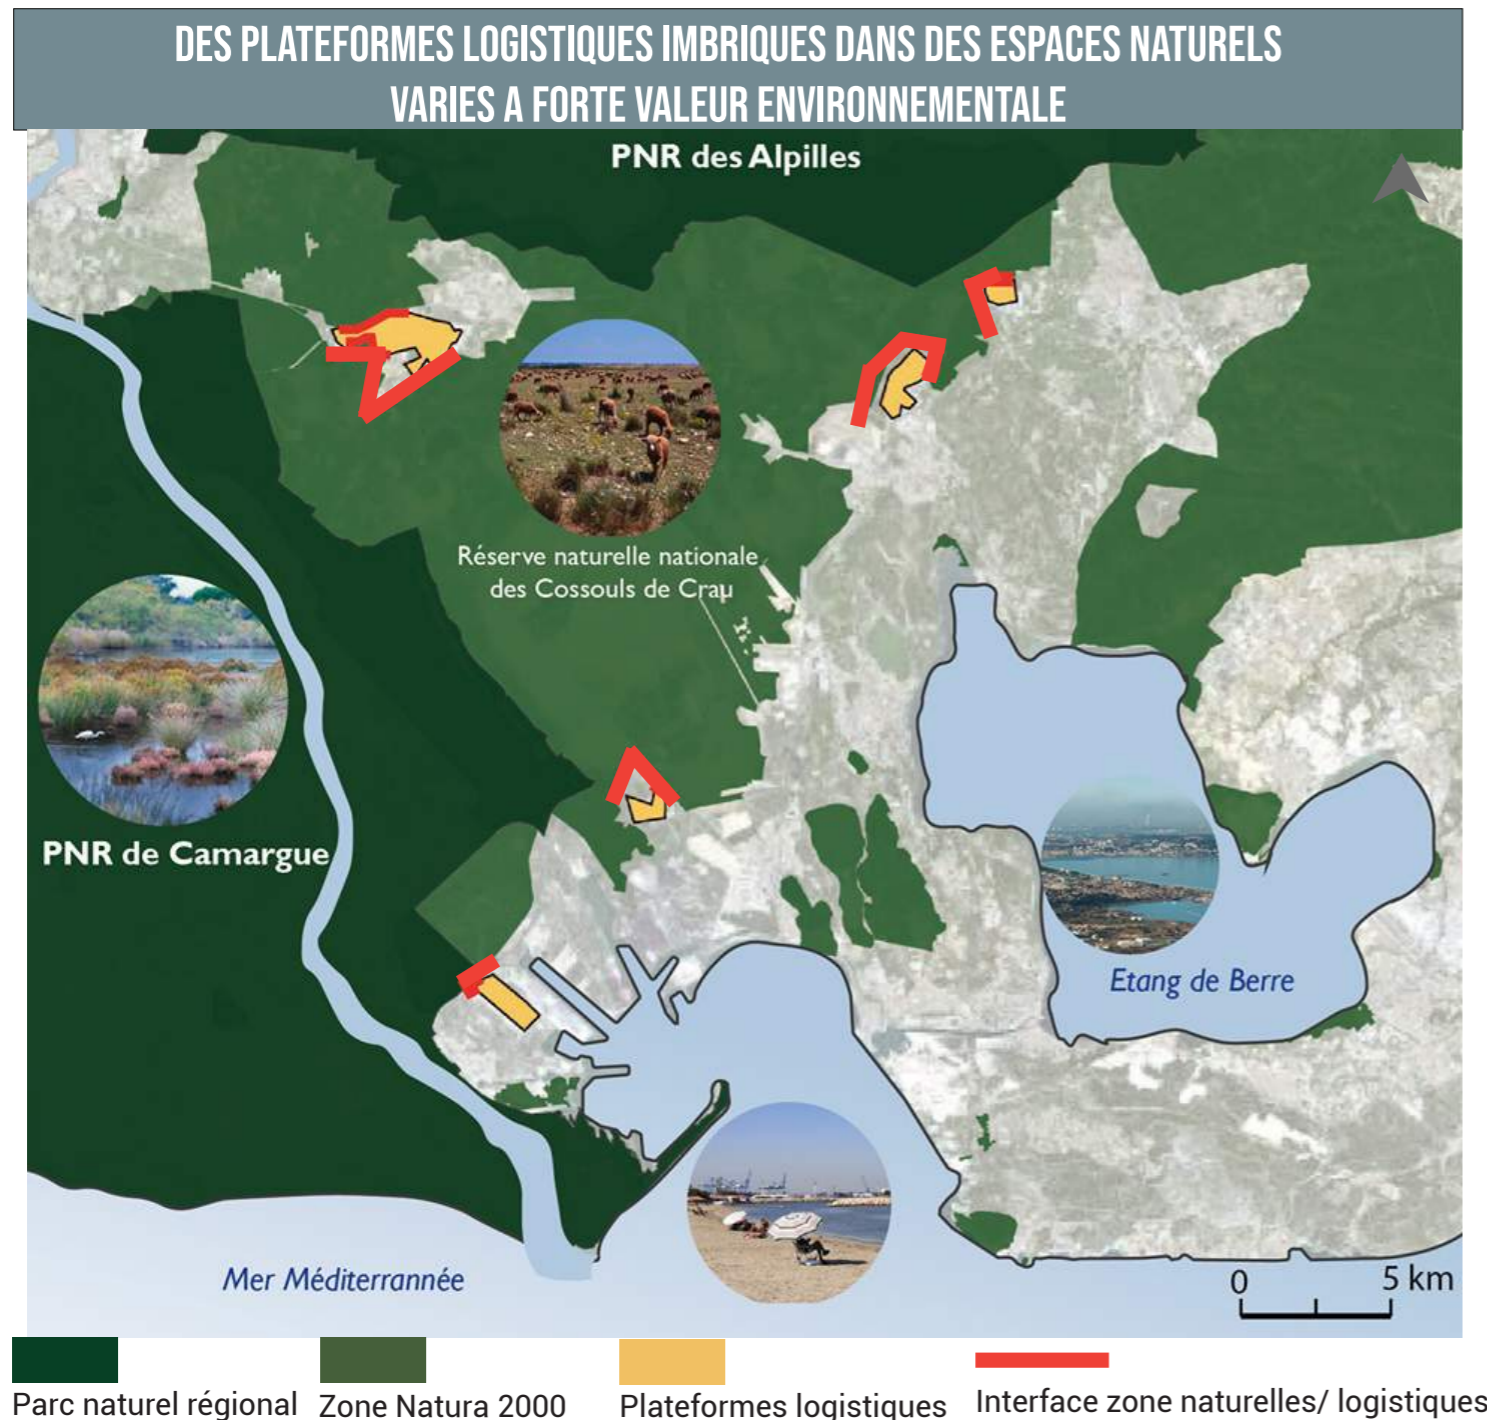 DES PLATEFORMES LOGISTIQUES IMBRIQUES DANS DES ESPACES NATURELS
VARIES A FORTE VALEUR ENVIRONNEMENTALE
PNR des Alpilles
Réserve naturelle nationale
des Cossouls de Crau
PNR de Camargue
Etang de Berre
Mer Méditerrannée
0 5 km
Parc naturel régional Zone Natura 2000 Plateformes logistiques Interface zone naturelles/ logistiques